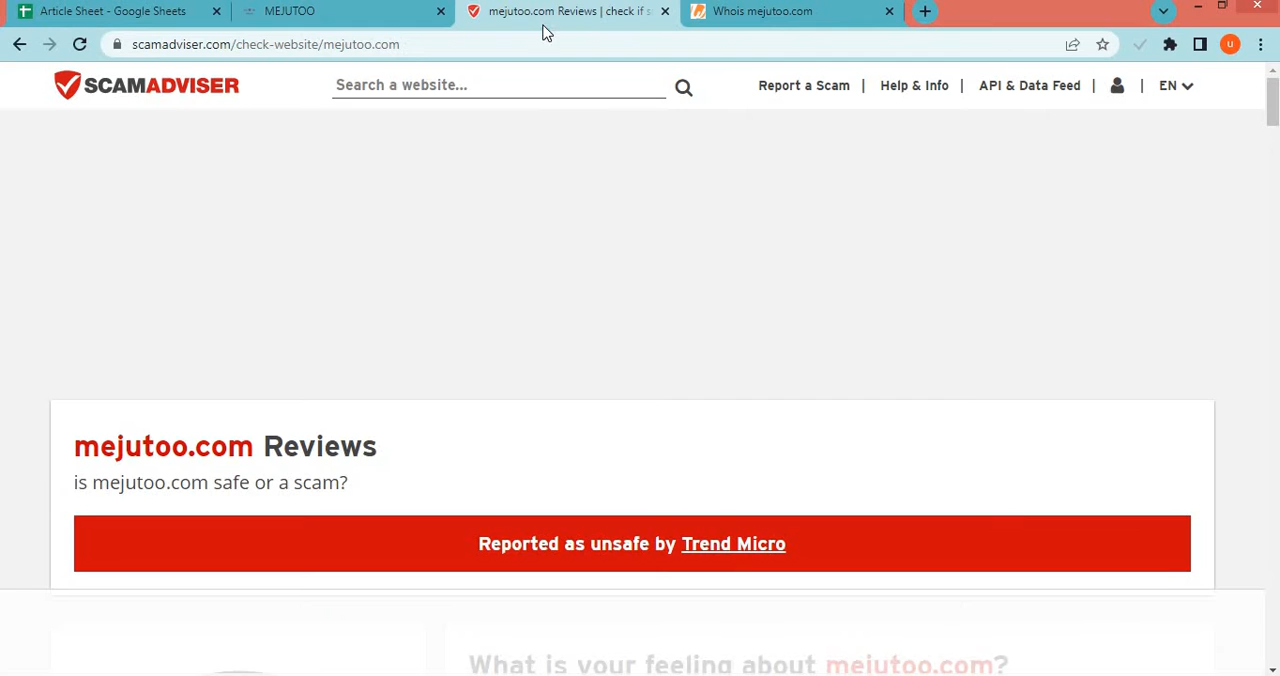 Article Sheet - Google Sheets
MEJUTOO
mejutoo.com Reviews | check if s
Whois mejutoo.com
scamadviser.com/check-website/mejutoo.com
u
SCAMADVISER
Search a website...
Report a Scam | Help & Info | API & Data Feed | | EN
mejutoo.com Reviews
is mejutoo.com safe or a scam?
Reported as unsafe by Trend Micro
What is your feeling about mejutoo.com?